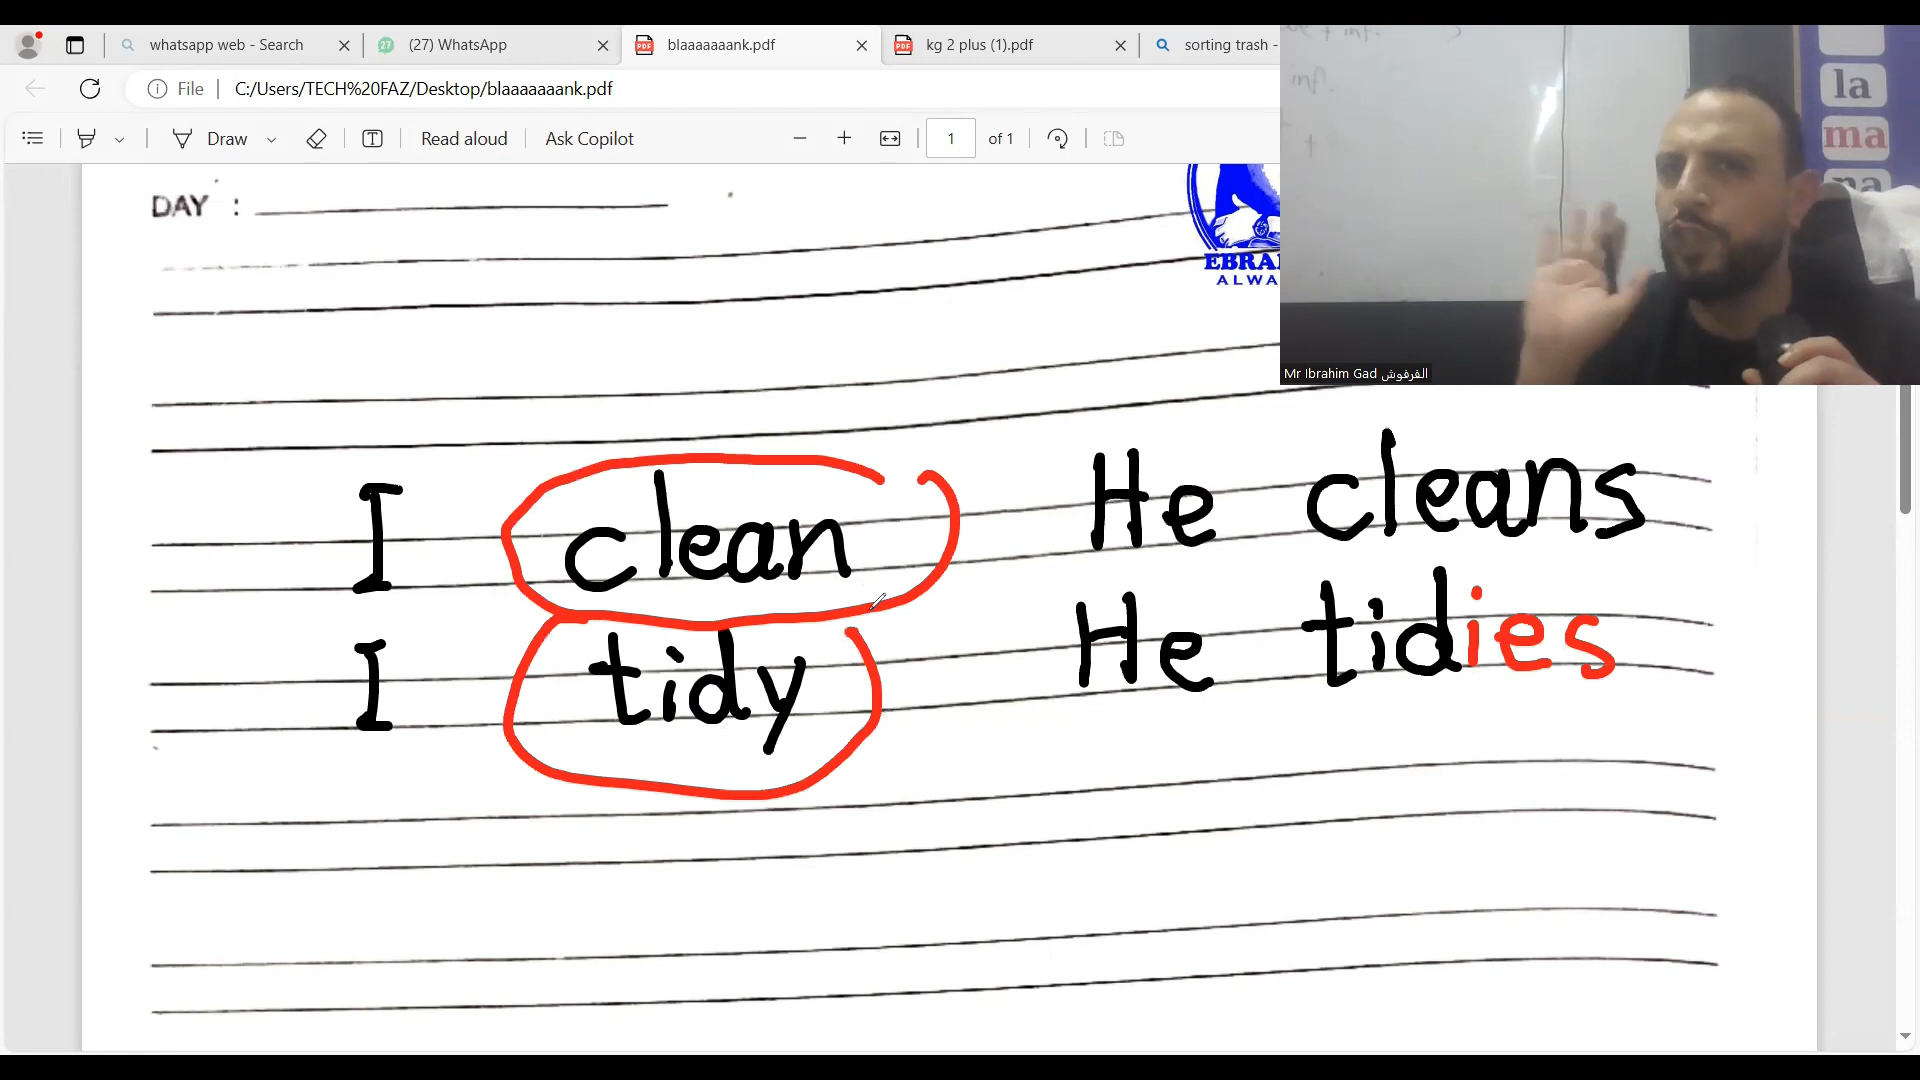 whatsapp web - Search
(27) WhatsApp
blaaaaaaank.pdf
kg 2 plus (1).pdf
sorting trash -
File
C:/Users/TECH%20FAZ/Desktop/blaaaaaaank.pdf
Draw
Read aloud
Ask Copilot
1 of 1
DAY :
la
ma
na
Mr Ibrahim Gad الفرفوش
I clean He cleans
I tidy He tidies